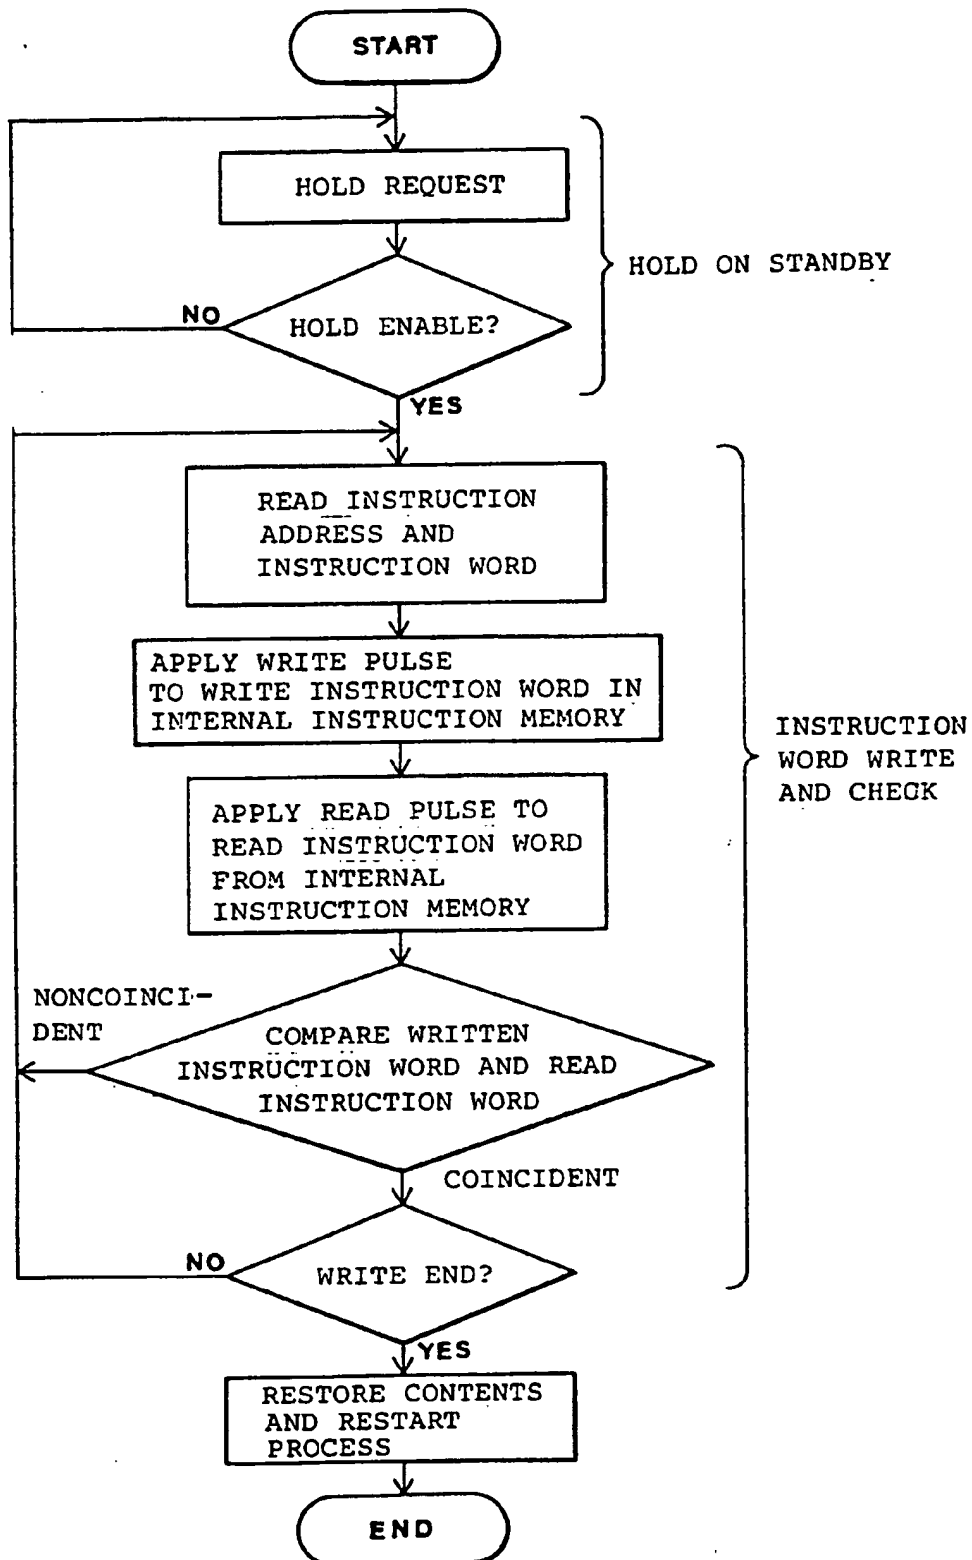 START
HOLD REQUEST
HOLD ON STANDBY
NO
HOLD ENABLE?
YES
READ INSTRUCTION
ADDRESS AND
INSTRUCTION WORD
APPLY WRITE PULSE
TO WRITE INSTRUCTION WORD IN
INTERNAL INSTRUCTION MEMORY
INSTRUCTION
WORD WRITE
AND CHECK
APPLY READ PULSE TO
READ INSTRUCTION WORD
FROM INTERNAL
INSTRUCTION MEMORY
NONCOINCI-
DENT
COMPARE WRITTEN
INSTRUCTION WORD AND READ
INSTRUCTION WORD
COINCIDENT
NO
WRITE END?
YES
RESTORE CONTENTS
AND RESTART
PROCESS
END